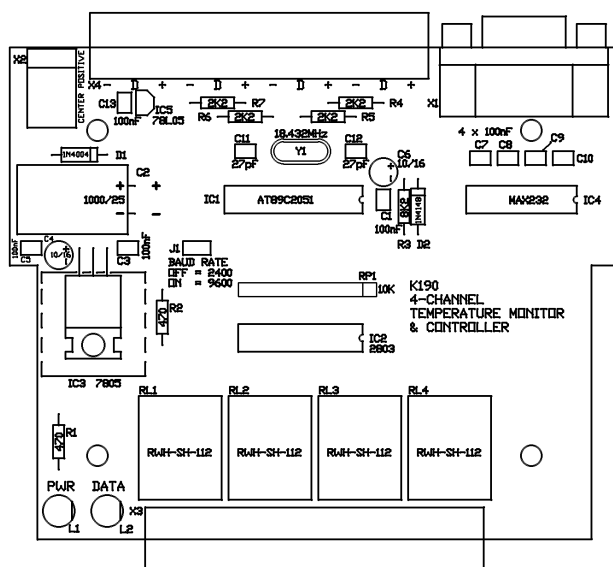 X2
CENTER POSITIVE
X4
- D + - D + - D + - D +
C13
100nF
IC5
78L05
2K2 R7
R6 2K2
2K2 R4
2K2 R5
X1
4 x 100nF
C7 C8 C9
C10
1N4004 D1
C11
27pF
18.432MHz
Y1
C12
27pF
C6
10/16
+
C2
1000/25
+ +
- -
IC1 AT89C2051
C1
100nF
8K2
R3
1N4148
D2
MAX232 IC4
100nF
C5
C4
10/16
+
C3
100nF
J1
BAUD RATE
OFF = 2400
ON = 9600
RP1
10K
K190
4-CHANNEL
TEMPERATURE MONITOR
& CONTROLLER
470
R2
IC2
2803
IC3 7805
RL1 RL2 RL3 RL4
RWH-SH-112 RWH-SH-112 RWH-SH-112 RWH-SH-112
R1
470
PWR DATA
L1 L2
X3